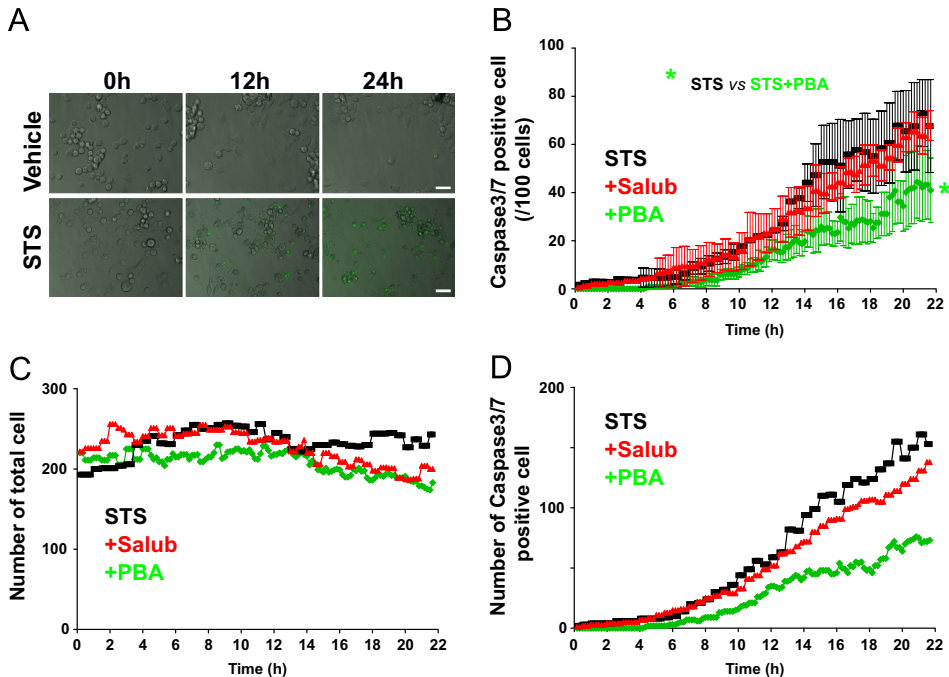 A
0h 12h 24h
Vehicle
STS
B
Caspase3/7 positive cell
(/100 cells)
100
80
60
40
20
0
* STS vs STS+PBA
STS
+Salub
+PBA
*
0 2 4 6 8 10 12 14 16 18 20 22
Time (h)
C
Number of total cell
300
200
100
0
STS
+Salub
+PBA
0 2 4 6 8 10 12 14 16 18 20 22
Time (h)
D
Number of Caspase3/7
positive cell
200
100
0
STS
+Salub
+PBA
0 2 4 6 8 10 12 14 16 18 20 22
Time (h)